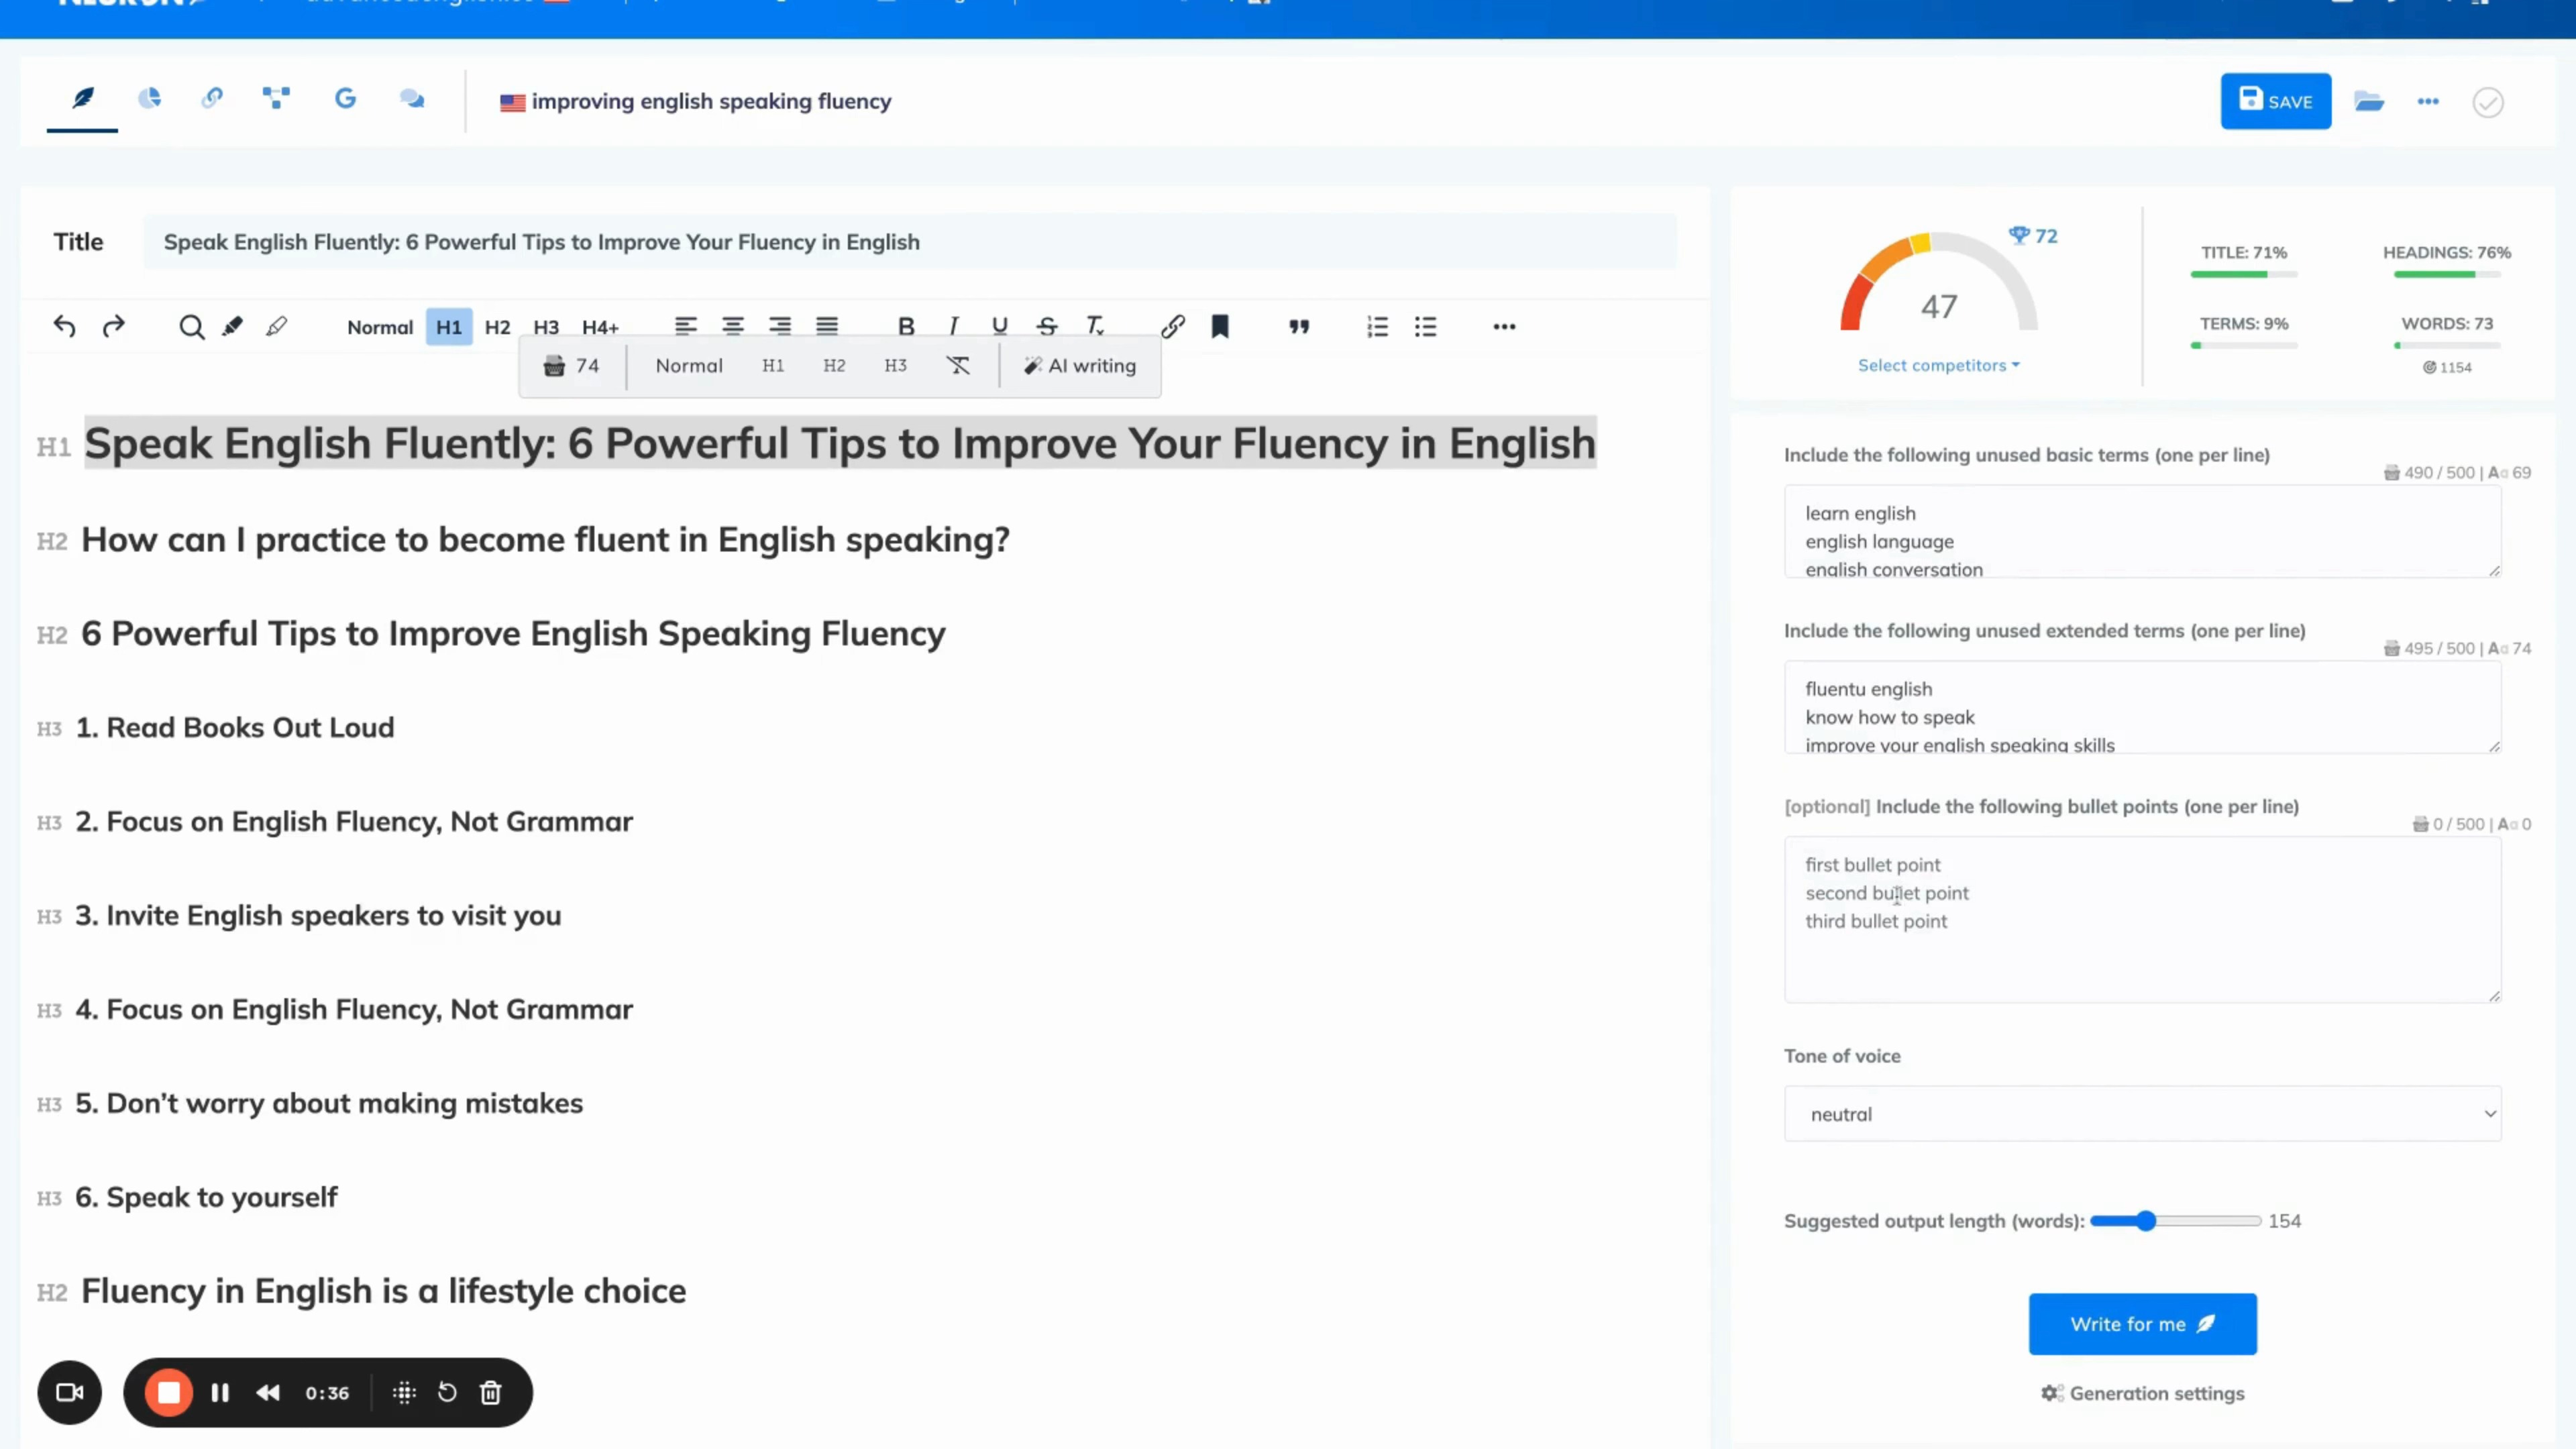 improving english speaking fluency
SAVE
Title
Speak English Fluently: 6 Powerful Tips to Improve Your Fluency in English
Normal H1 H2 H3 H4+ B I U S
74 Normal H1 H2 H3 AI writing
H1 Speak English Fluently: 6 Powerful Tips to Improve Your Fluency in English
H2 How can I practice to become fluent in English speaking?
H2 6 Powerful Tips to Improve English Speaking Fluency
H3 1. Read Books Out Loud
H3 2. Focus on English Fluency, Not Grammar
H3 3. Invite English speakers to visit you
H3 4. Focus on English Fluency, Not Grammar
H3 5. Don't worry about making mistakes
H3 6. Speak to yourself
H2 Fluency in English is a lifestyle choice
0:36
72
47
Select competitors
TITLE: 71%
HEADINGS: 76%
TERMS: 9%
WORDS: 73
1154
Include the following unused basic terms (one per line)
490 / 500 | Aa 69
learn english
english language
english conversation
Include the following unused extended terms (one per line)
495 / 500 | Aa 74
fluentu english
know how to speak
improve your english speaking skills
[optional] Include the following bullet points (one per line)
0 / 500 | Aa 0
first bullet point
second bullet point
third bullet point
Tone of voice
neutral
Suggested output length (words): 154
Write for me
Generation settings